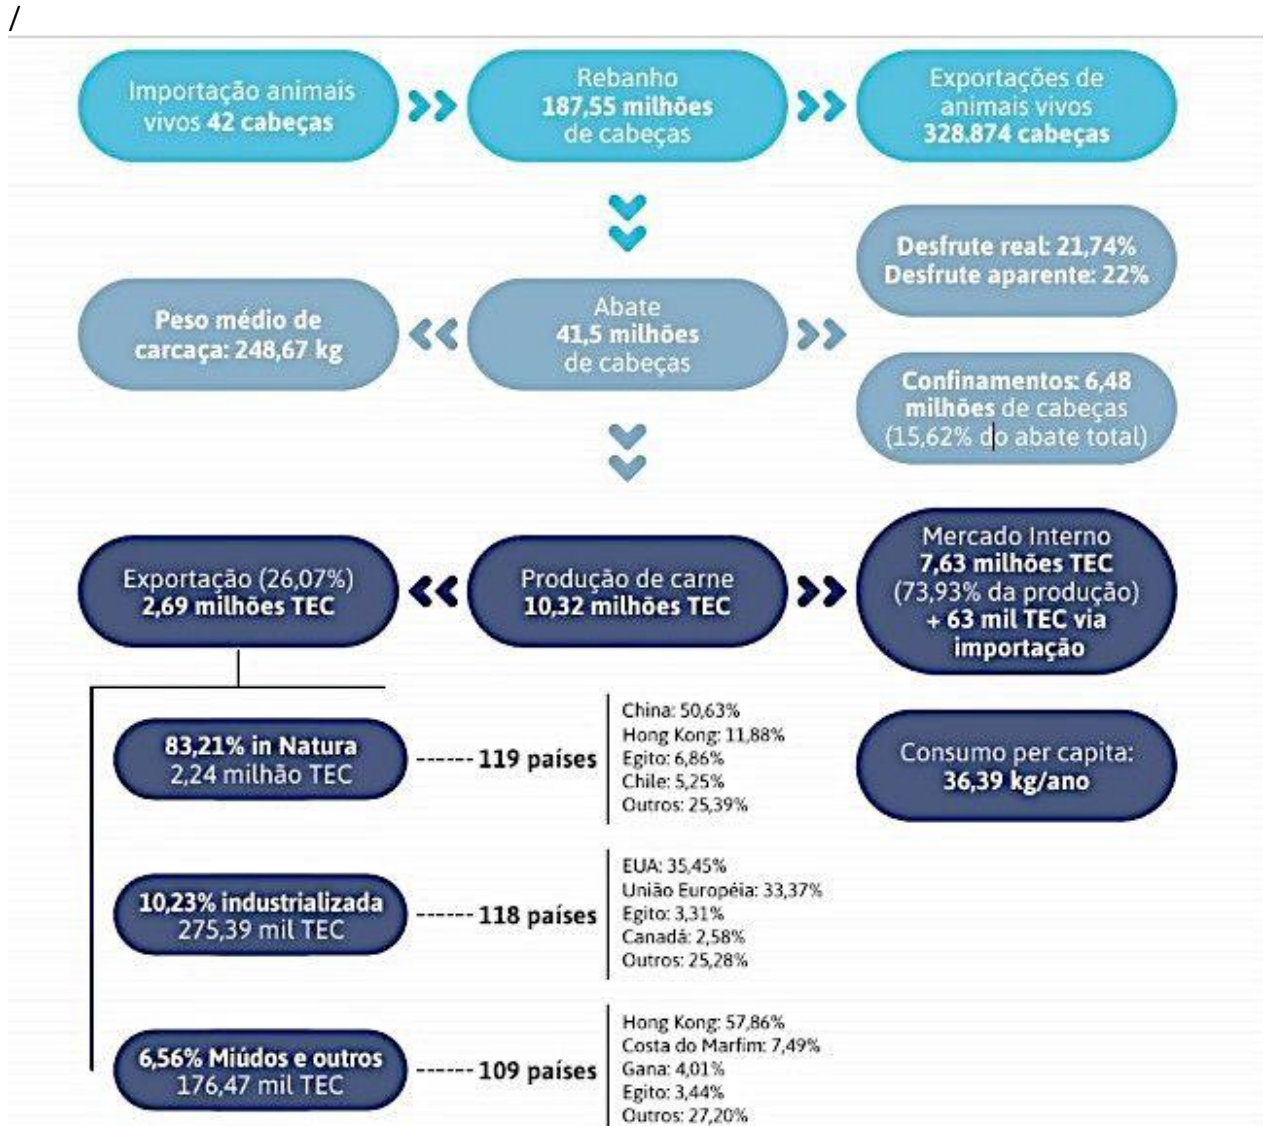 /
Importação animais
vivos 42 cabeças
Rebanho
187,55 milhões
de cabeças
Exportações de
animais vivos
328.874 cabeças
Desfrute real: 21,74%
Desfrute aparente: 22%
Peso médio de
carcaça: 248,67 kg
Abate
41,5 milhões
de cabeças
Confinamentos: 6,48
milhões de cabeças
(15,62% do abate total)
Exportação (26,07%)
2,69 milhões TEC
Produção de carne
10,32 milhões TEC
Mercado Interno
7,63 milhões TEC
(73,93% da produção)
+ 63 mil TEC via
importação
83,21% in Natura
2,24 milhão TEC
119 países
China: 50,63%
Hong Kong: 11,88%
Egito: 6,86%
Chile: 5,25%
Outros: 25,39%
Consumo per capita:
36,39 kg/ano
10,23% industrializada
275,39 mil TEC
118 países
EUA: 35,45%
União Européia: 33,37%
Egito: 3,31%
Canadá: 2,58%
Outros: 25,28%
6,56% Miúdos e outros
176,47 mil TEC
109 países
Hong Kong: 57,86%
Costa do Marfim: 7,49%
Gana: 4,01%
Egito: 3,44%
Outros: 27,20%